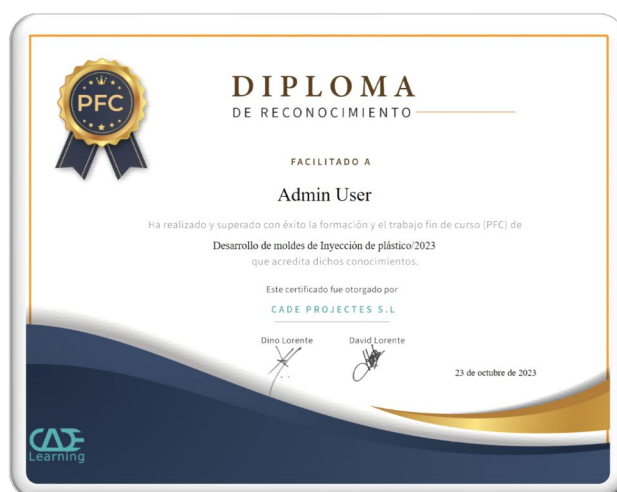 PFC
DIPLOMA
DE RECONOCIMIENTO
FACILITADO A
Admin User
Ha realizado y superado con éxito la formación y el trabajo fin de curso (PFC) de
Desarrollo de moldes de Inyección de plástico/2023
que acredita dichos conocimientos.
Este certificado fue otorgado por
CADE PROJECTES S.L
Dino Lorente David Lorente
23 de octubre de 2023
CADE
Learning